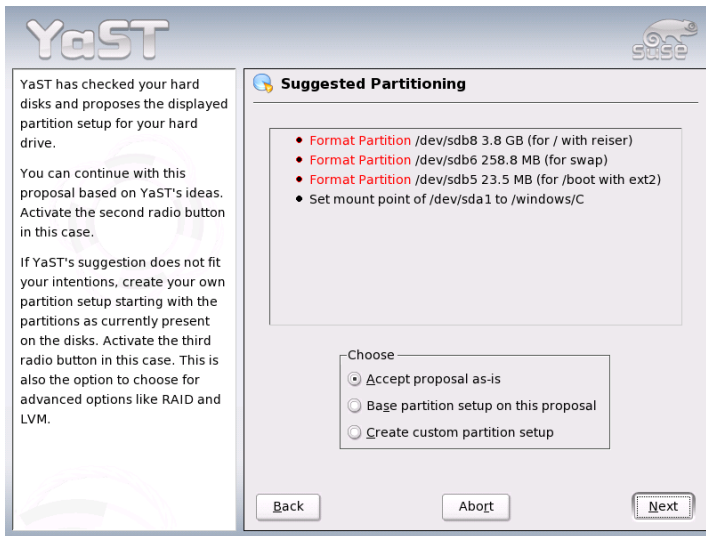 YaST
SuSE
YaST has checked your hard
disks and proposes the displayed
partition setup for your hard
drive.
You can continue with this
proposal based on YaST's ideas.
Activate the second radio button
in this case.
If YaST's suggestion does not fit
your intentions, create your own
partition setup starting with the
partitions as currently present
on the disks. Activate the third
radio button in this case. This is
also the option to choose for
advanced options like RAID and
LVM.
Suggested Partitioning
Format Partition /dev/sdb8 3.8 GB (for / with reiser)
Format Partition /dev/sdb6 258.8 MB (for swap)
Format Partition /dev/sdb5 23.5 MB (for /boot with ext2)
Set mount point of /dev/sda1 to /windows/C
Choose
Accept proposal as-is
Base partition setup on this proposal
Create custom partition setup
Back
Abort
Next